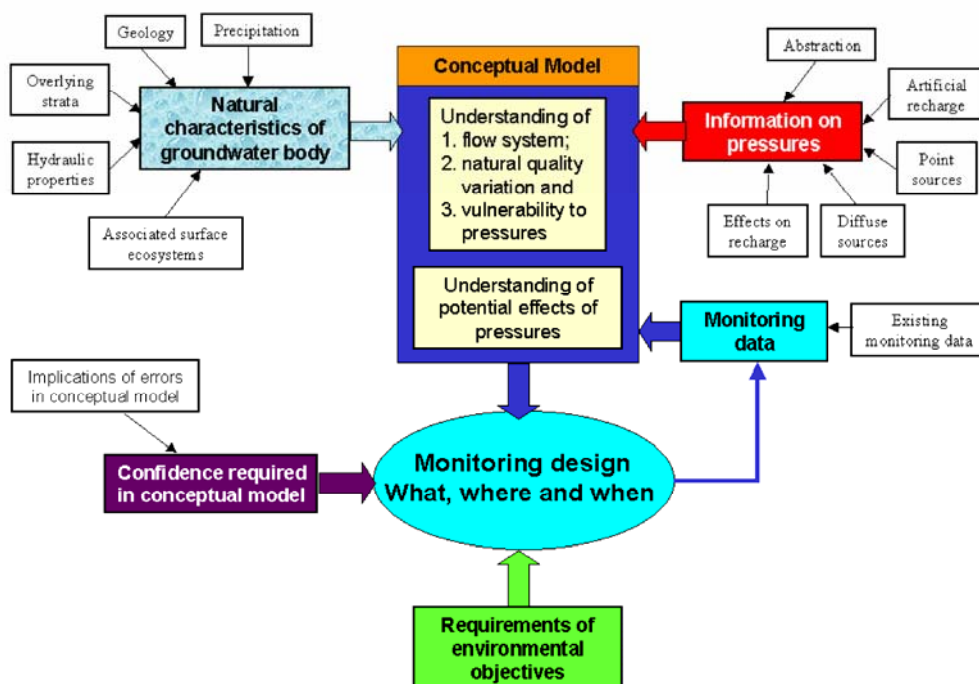 Geology
Precipitation
Overlying
strata
Hydraulic
properties
Associated surface
ecosystems
Natural
characteristics of
groundwater body
Conceptual Model
Understanding of
1. flow system;
2. natural quality
variation and
3. vulnerability to
pressures
Understanding of
potential effects of
pressures
Abstraction
Artificial
recharge
Information on
pressures
Point
sources
Effects on
recharge
Diffuse
sources
Monitoring
data
Existing
monitoring data
Implications of errors
in conceptual model
Confidence required
in conceptual model
Monitoring design
What, where and when
Requirements of
environmental
objectives